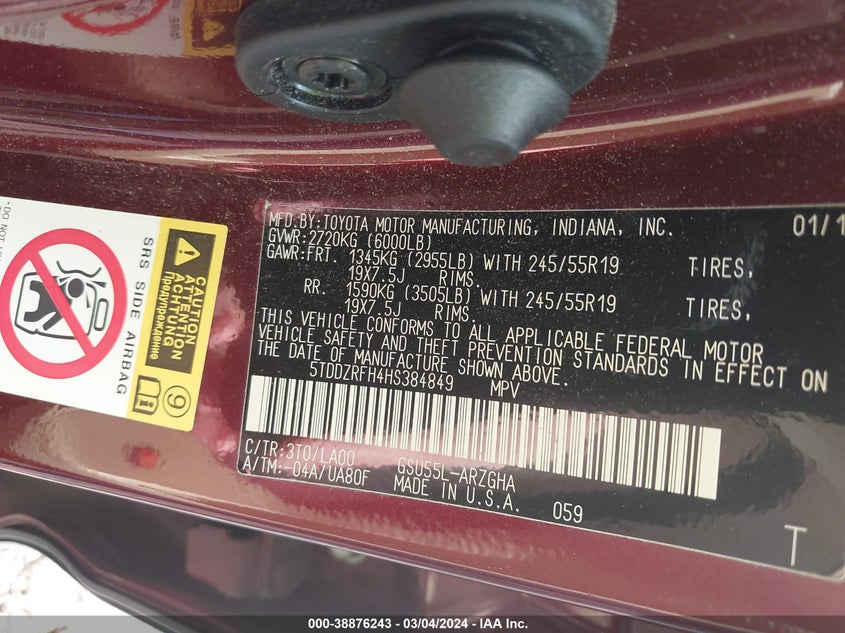 MFD.BY:TOYOTA MOTOR MANUFACTURING, INDIANA, INC. 01/1
GVWR:2720KG (6000LB)
GAWR:FRT. 1345KG (2955LB) WITH 245/55R19 TIRES,
19X7.5J RIMS.
RR. 1590KG (3505LB) WITH 245/55R19 TIRES,
19X7.5J RIMS.
THIS VEHICLE CONFORMS TO ALL APPLICABLE FEDERAL MOTOR
VEHICLE SAFETY AND THEFT PREVENTION STANDARDS IN EFFECT ON
THE DATE OF MANUFACTURE SHOWN ABOVE.
5TDDZRFH4HS384849 MPV
C/TR:3T0/LA00 GSU55L-ARZGHA
A/TM:-04A/UA80F MADE IN U.S.A. 059
T
SRS SIDE AIRBAG
CAUTION
ATTENTION
ACHTUNG
Предупреждение
9
000-38876243 - 03/04/2024 - IAA Inc.